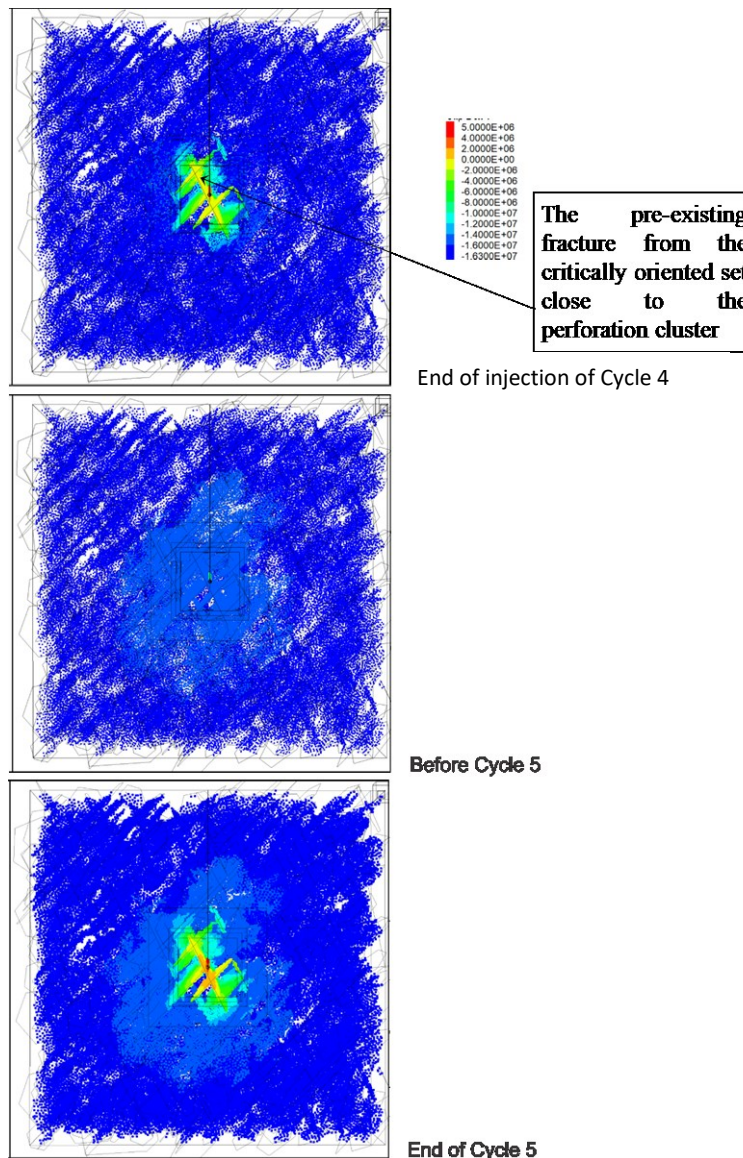 5.0000E+06
4.0000E+06
2.0000E+06
0.0000E+00
-2.0000E+06
-4.0000E+06
-6.0000E+06
-8.0000E+06
-1.0000E+07
-1.2000E+07
-1.4000E+07
-1.6000E+07
-1.6300E+07
The pre-existing
fracture from the
critically oriented set
close to the
perforation cluster
End of injection of Cycle 4
Before Cycle 5
End of Cycle 5